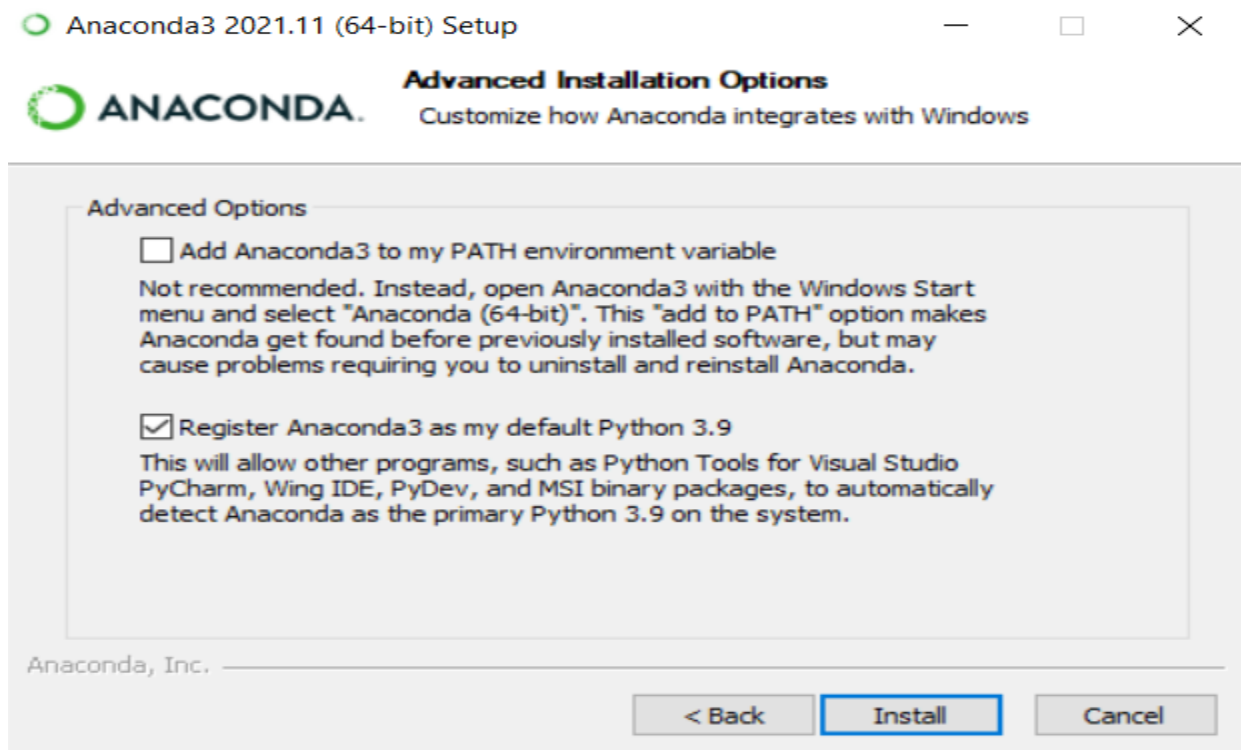 Anaconda3 2021.11 (64-bit) Setup
ANACONDA.
Advanced Installation Options
Customize how Anaconda integrates with Windows
Advanced Options
Add Anaconda3 to my PATH environment variable
Not recommended. Instead, open Anaconda3 with the Windows Start
menu and select "Anaconda (64-bit)". This "add to PATH" option makes
Anaconda get found before previously installed software, but may
cause problems requiring you to uninstall and reinstall Anaconda.
Register Anaconda3 as my default Python 3.9
This will allow other programs, such as Python Tools for Visual Studio
PyCharm, Wing IDE, PyDev, and MSI binary packages, to automatically
detect Anaconda as the primary Python 3.9 on the system.
Anaconda, Inc.
< Back
Install
Cancel